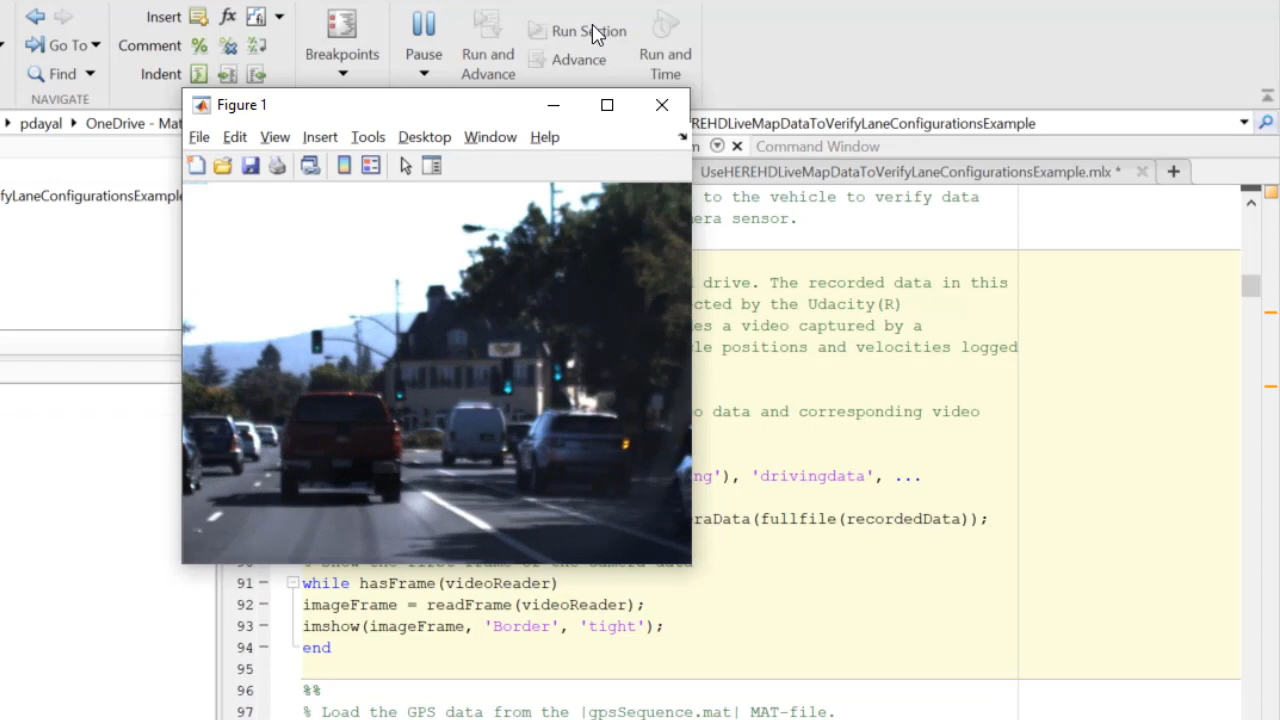 Insert fx
Go To
Comment %
Find
Indent
NAVIGATE
Breakpoints
Pause
Run and
Advance
Run Section
Advance
Run and
Time
pdayal
OneDrive - Mat
EHDLiveMapDataToVerifyLaneConfigurationsExample
Figure 1
File Edit View Insert Tools Desktop Window Help
Command Window
UseHEREHDLiveMapDataToVerifyLaneConfigurationsExample.mlx *
+
fyLaneConfigurationsExample
to the vehicle to verify data
era sensor.
drive. The recorded data in this
cted by the Udacity(R)
es a video captured by a
le positions and velocities logged
o data and corresponding video
ng'), 'drivingdata', ...
raData(fullfile(recordedData));
91 while hasFrame(videoReader)
92 imageFrame = readFrame(videoReader);
93 imshow(imageFrame, 'Border', 'tight');
94 end
95
96 %%
97 % Load the GPS data from the |gpsSequence.mat| MAT-file.